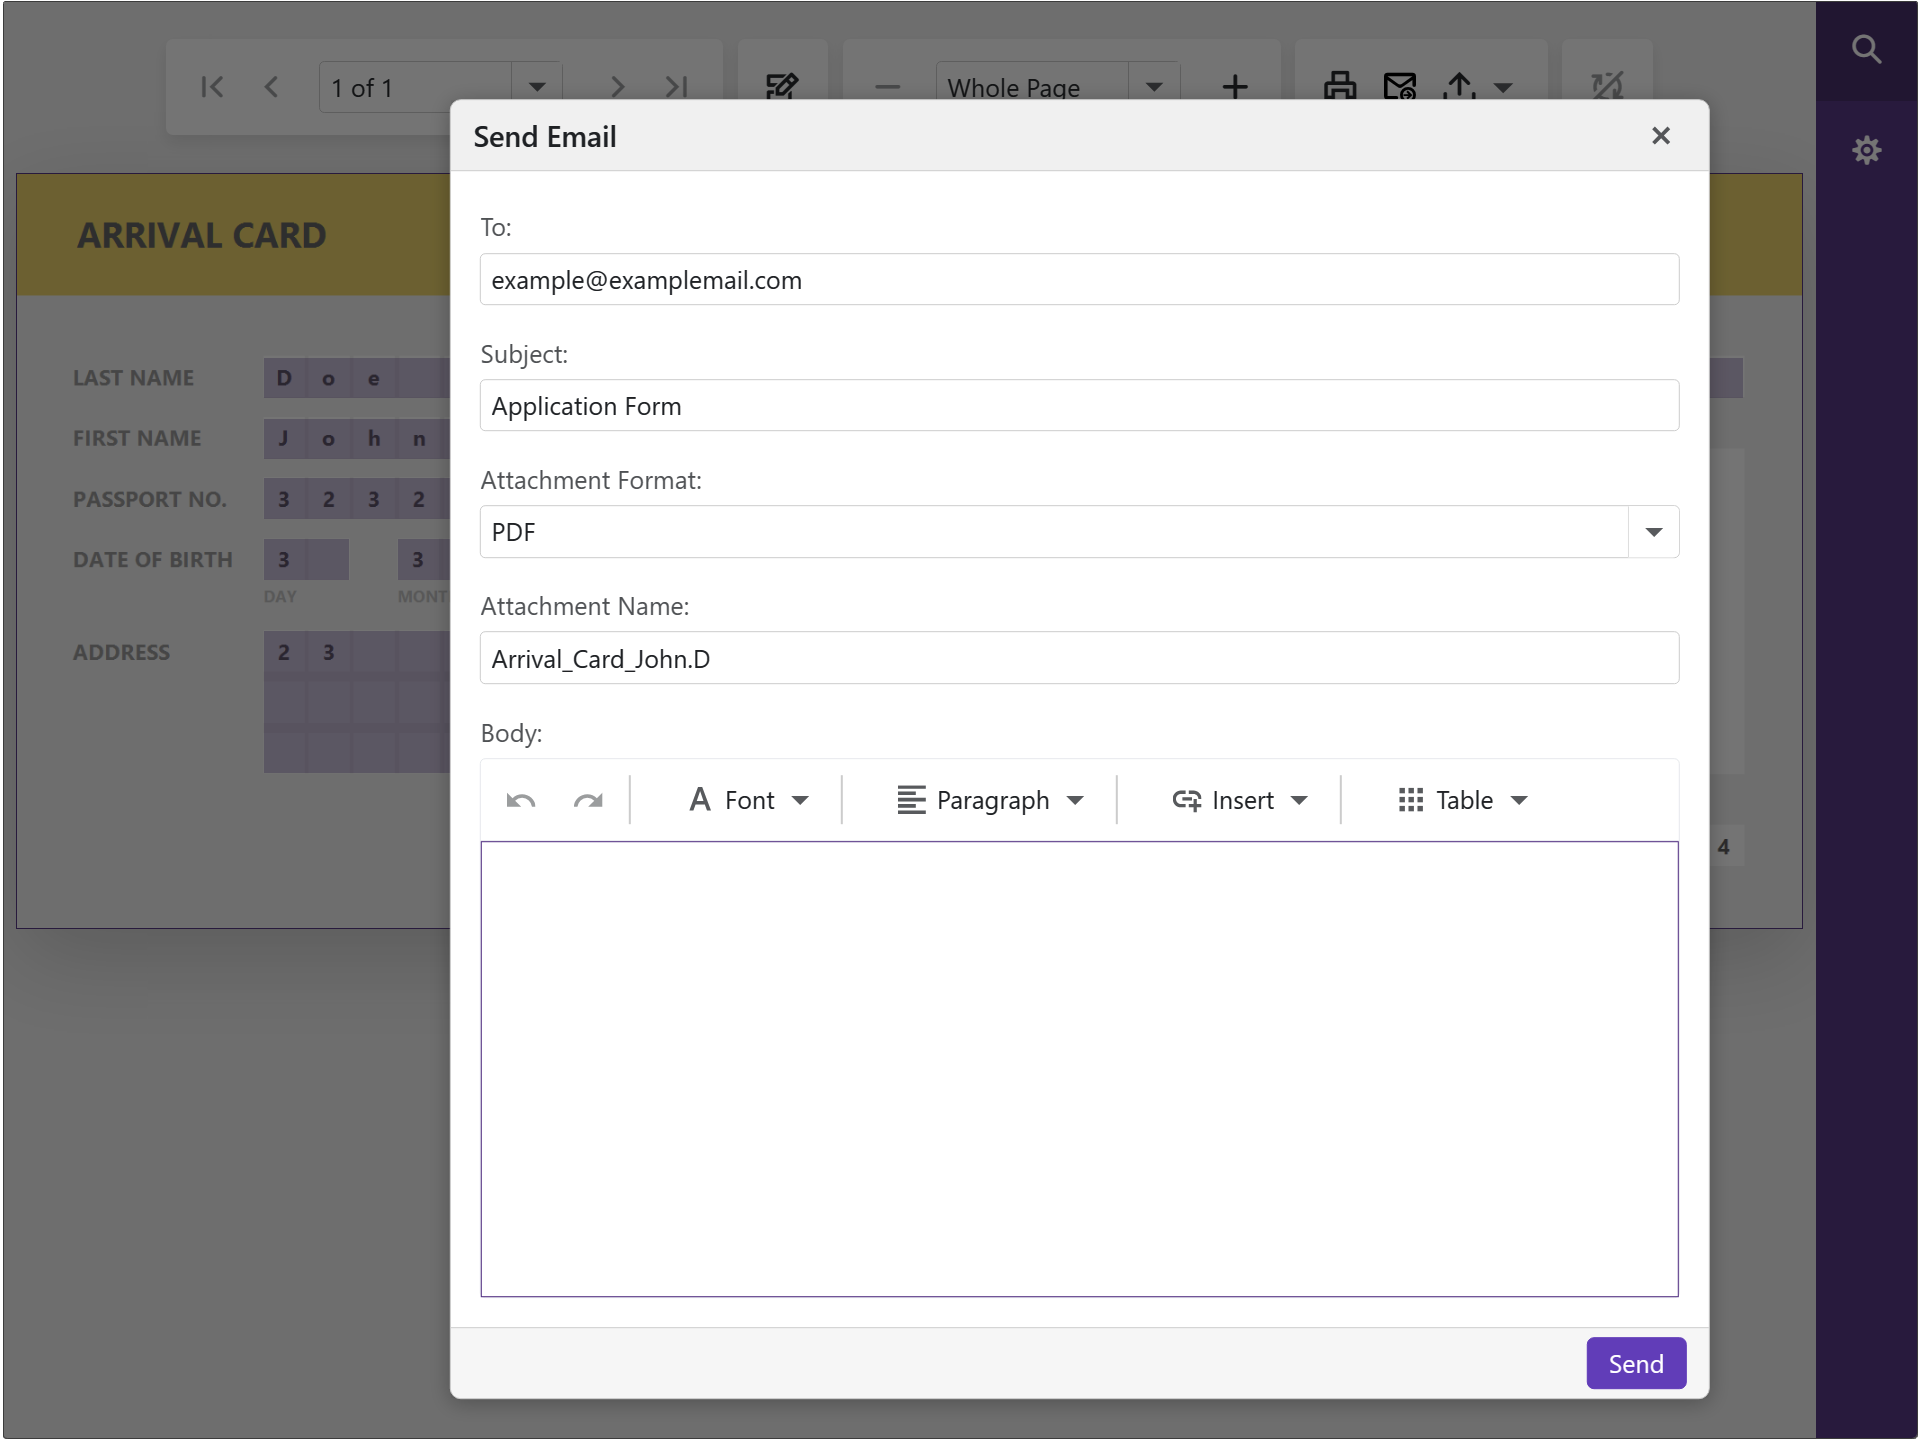 1 of 1
Whole Page
Send Email
ARRIVAL CARD
To:
example@examplemail.com
Subject:
LAST NAME
D o e
Application Form
FIRST NAME
J o h n
Attachment Format:
PASSPORT NO.
3 2 3 2
PDF
DATE OF BIRTH
3 3
DAY
MONT
Attachment Name:
ADDRESS
2 3
Arrival_Card_John.D
Body:
Font
Paragraph
Insert
Table
4
Send